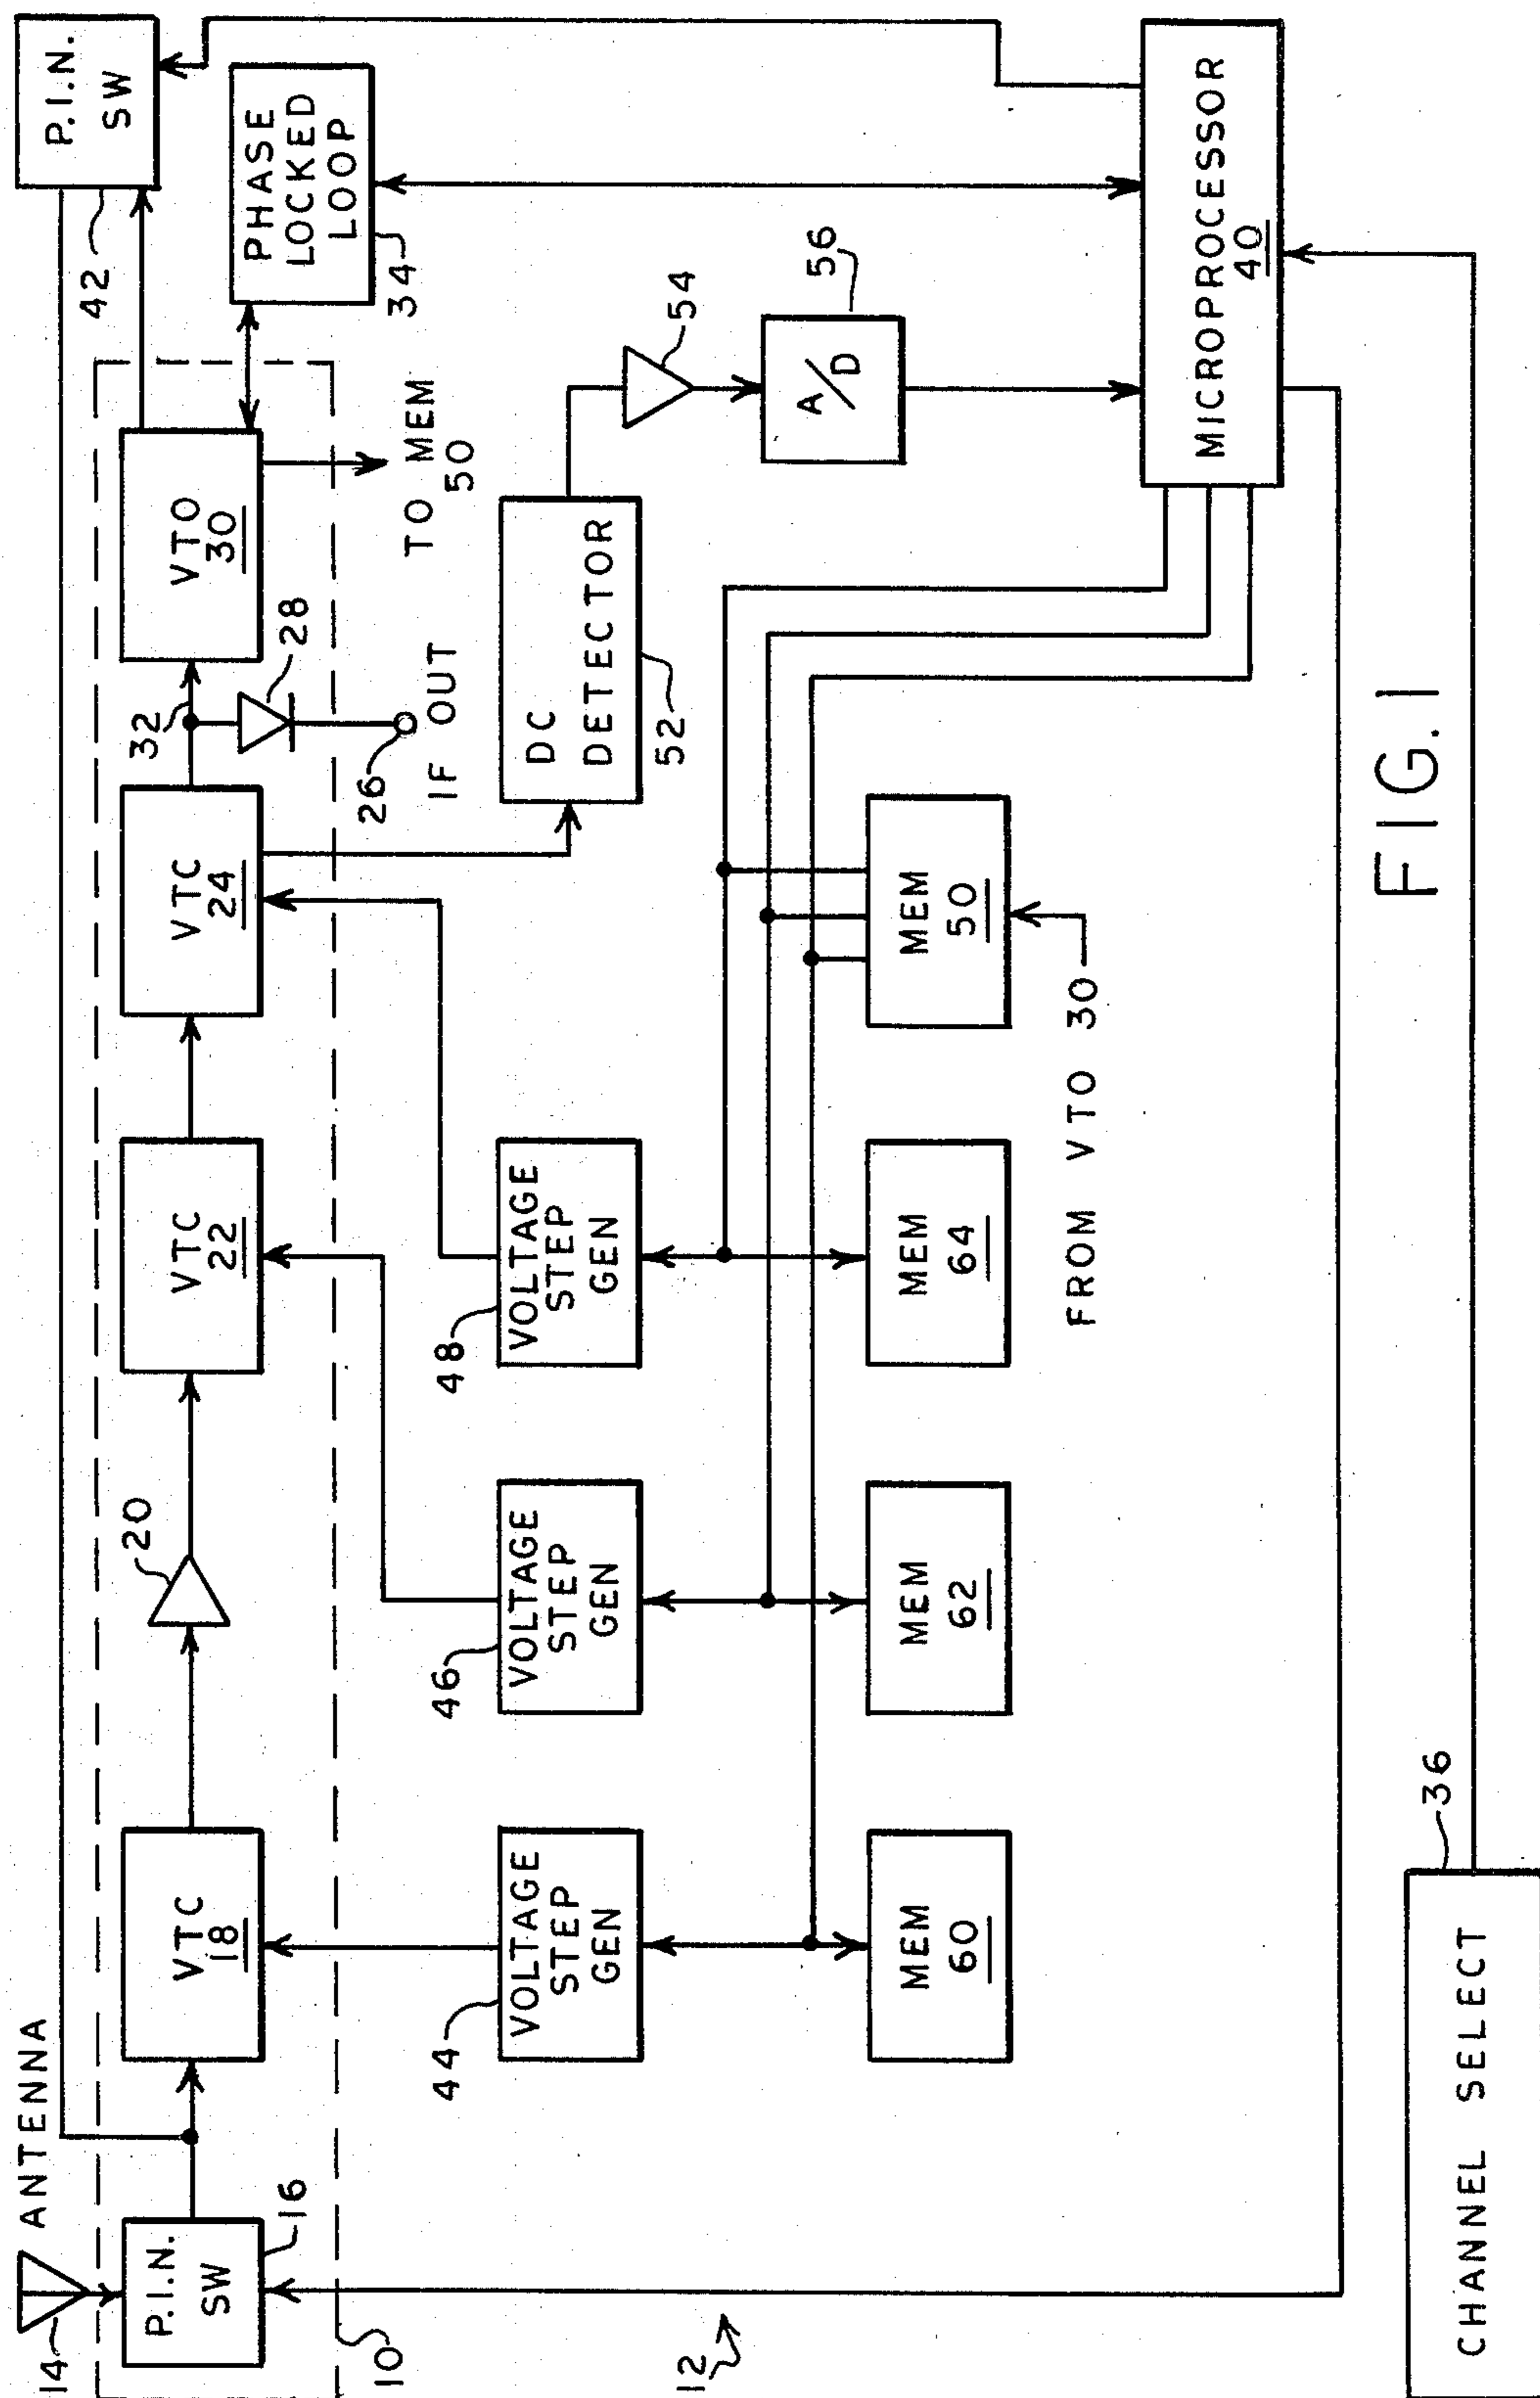 ANTENNA
14
P.I.N.
SW
16
10
12
VTC
18
20
VTC
22
VTC
24
32
28
26
IF OUT
VTO
30
TO MEM
50
42
P.I.N.
SW
PHASE
LOCKED
LOOP
34
44
VOLTAGE
STEP
GEN
46
VOLTAGE
STEP
GEN
48
VOLTAGE
STEP
GEN
DC
DETECTOR
52
54
A/D
56
MEM
60
MEM
62
MEM
64
MEM
50
FROM VTO 30
MICROPROCESSOR
40
CHANNEL SELECT
36
FIG. 1